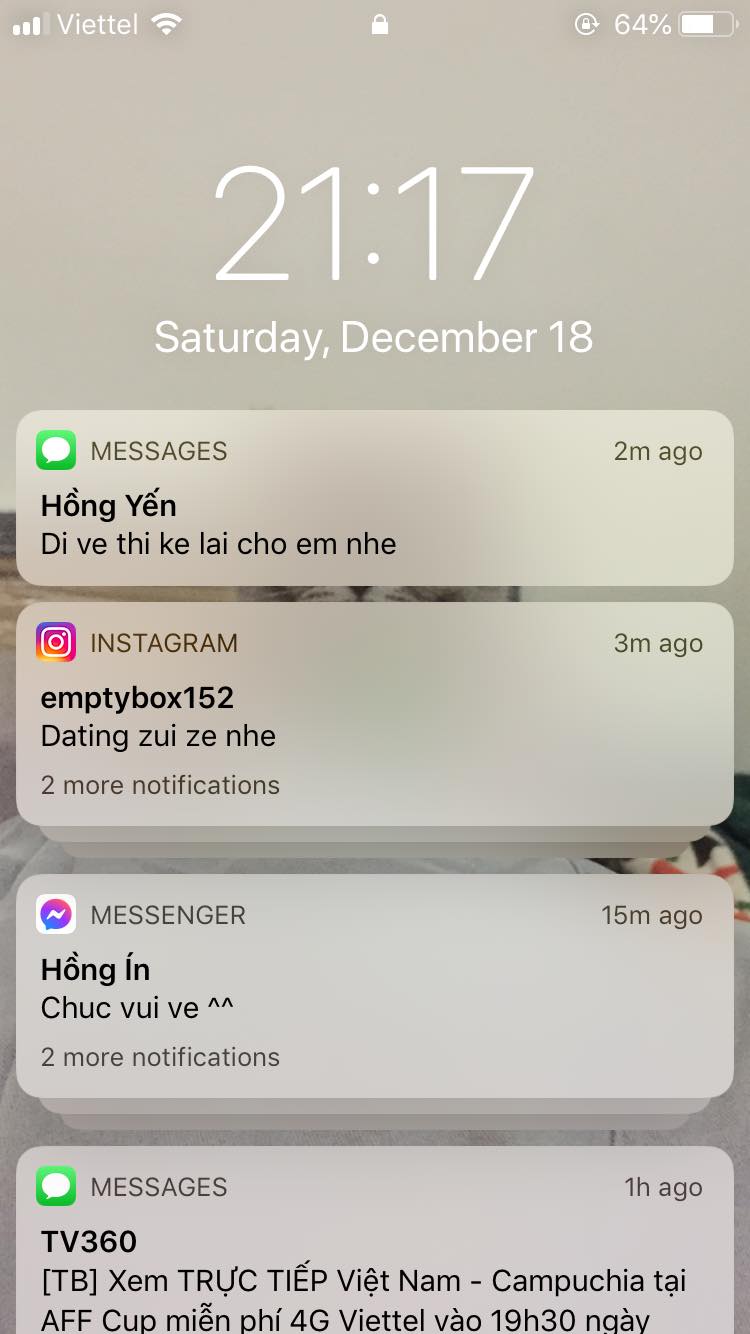 Viettel 64%
21:17
Saturday, December 18
MESSAGES 2m ago
Hồng Yến
Di ve thi ke lai cho em nhe
INSTAGRAM 3m ago
emptybox152
Dating zui ze nhe
2 more notifications
MESSENGER 15m ago
Hồng Ín
Chuc vui ve ^^
2 more notifications
MESSAGES 1h ago
TV360
[TB] Xem TRỰC TIẾP Việt Nam - Campuchia tại
AFF Cup miễn phí 4G Viettel vào 19h30 ngày